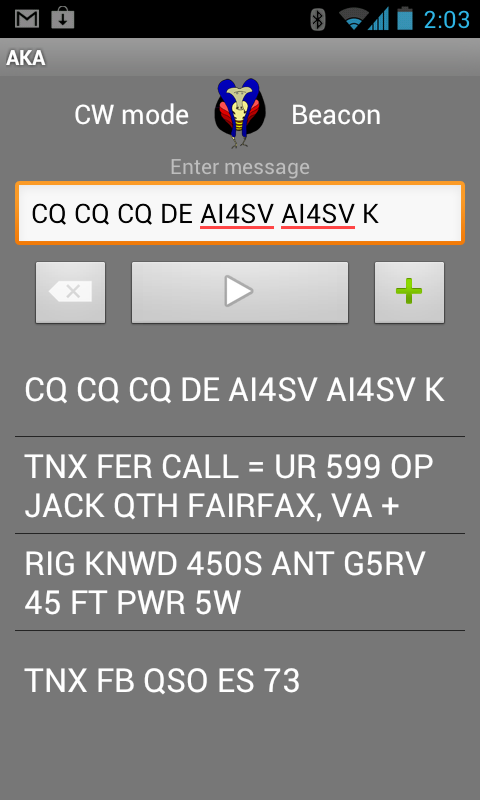 2:03
AKA
CW mode Beacon
Enter message
CQ CQ CQ DE AI4SV AI4SV K
CQ CQ CQ DE AI4SV AI4SV K
TNX FER CALL = UR 599 OP
JACK QTH FAIRFAX, VA +
RIG KNWD 450S ANT G5RV
45 FT PWR 5W
TNX FB QSO ES 73